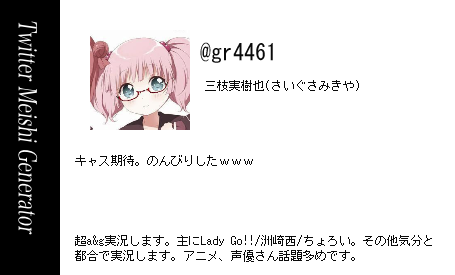 Twitter Meishi Generator
@gr4461
三枝実樹也(さいぐさみきや)
キャス期待。のんびりしたｗｗｗ
超a&g実況します。主にLady Go!!/洲崎西/ちょろい。その他気分と
都合で実況します。アニメ、声優さん話題多めです。